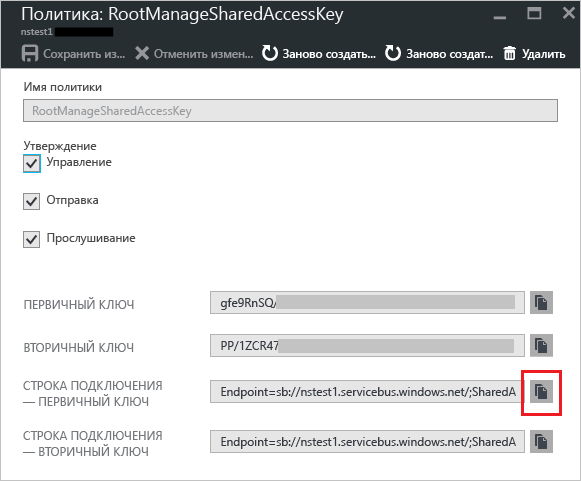 Политика: RootManageSharedAccessKey
nstest1
Сохранить из... Отменить измен... Заново создать... Заново создат... Удалить
Имя политики
RootManageSharedAccessKey
Утверждение
Управление
Отправка
Прослушивание
ПЕРВИЧНЫЙ КЛЮЧ gfe9RnSQ/
ВТОРИЧНЫЙ КЛЮЧ PP/1ZCR47
СТРОКА ПОДКЛЮЧЕНИЯ
— ПЕРВИЧНЫЙ КЛЮЧ Endpoint=sb://nstest1.servicebus.windows.net/;SharedA
СТРОКА ПОДКЛЮЧЕНИЯ
— ВТОРИЧНЫЙ КЛЮЧ Endpoint=sb://nstest1.servicebus.windows.net/;SharedA